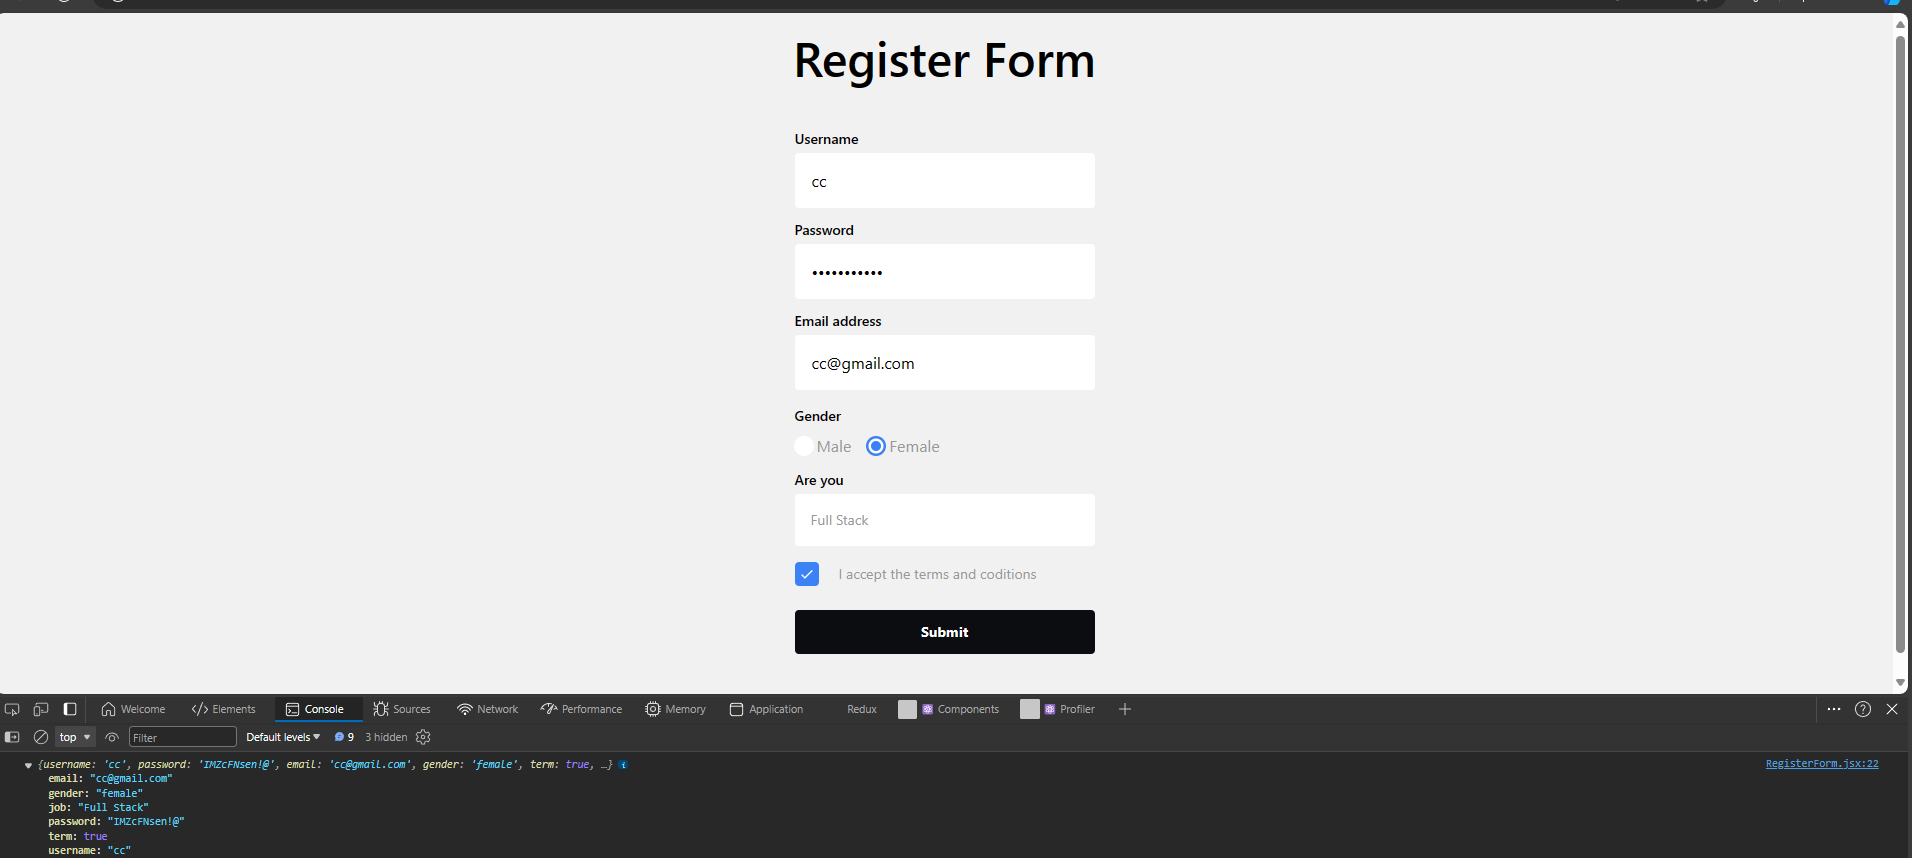 Register Form
Username
cc
Password
•••••••••••
Email address
cc@gmail.com
Gender
Male Female
Are you
Full Stack
I accept the terms and coditions
Submit
Welcome </> Elements Console Sources Network Performance Memory Application Redux Components Profiler
top Filter Default levels 9 3 hidden
{username: 'cc', password: 'IMZcFNsen!@', email: 'cc@gmail.com', gender: 'female', term: true, …} RegisterForm.jsx:22
email: "cc@gmail.com"
gender: "female"
job: "Full Stack"
password: "IMZcFNsen!@"
term: true
username: "cc"